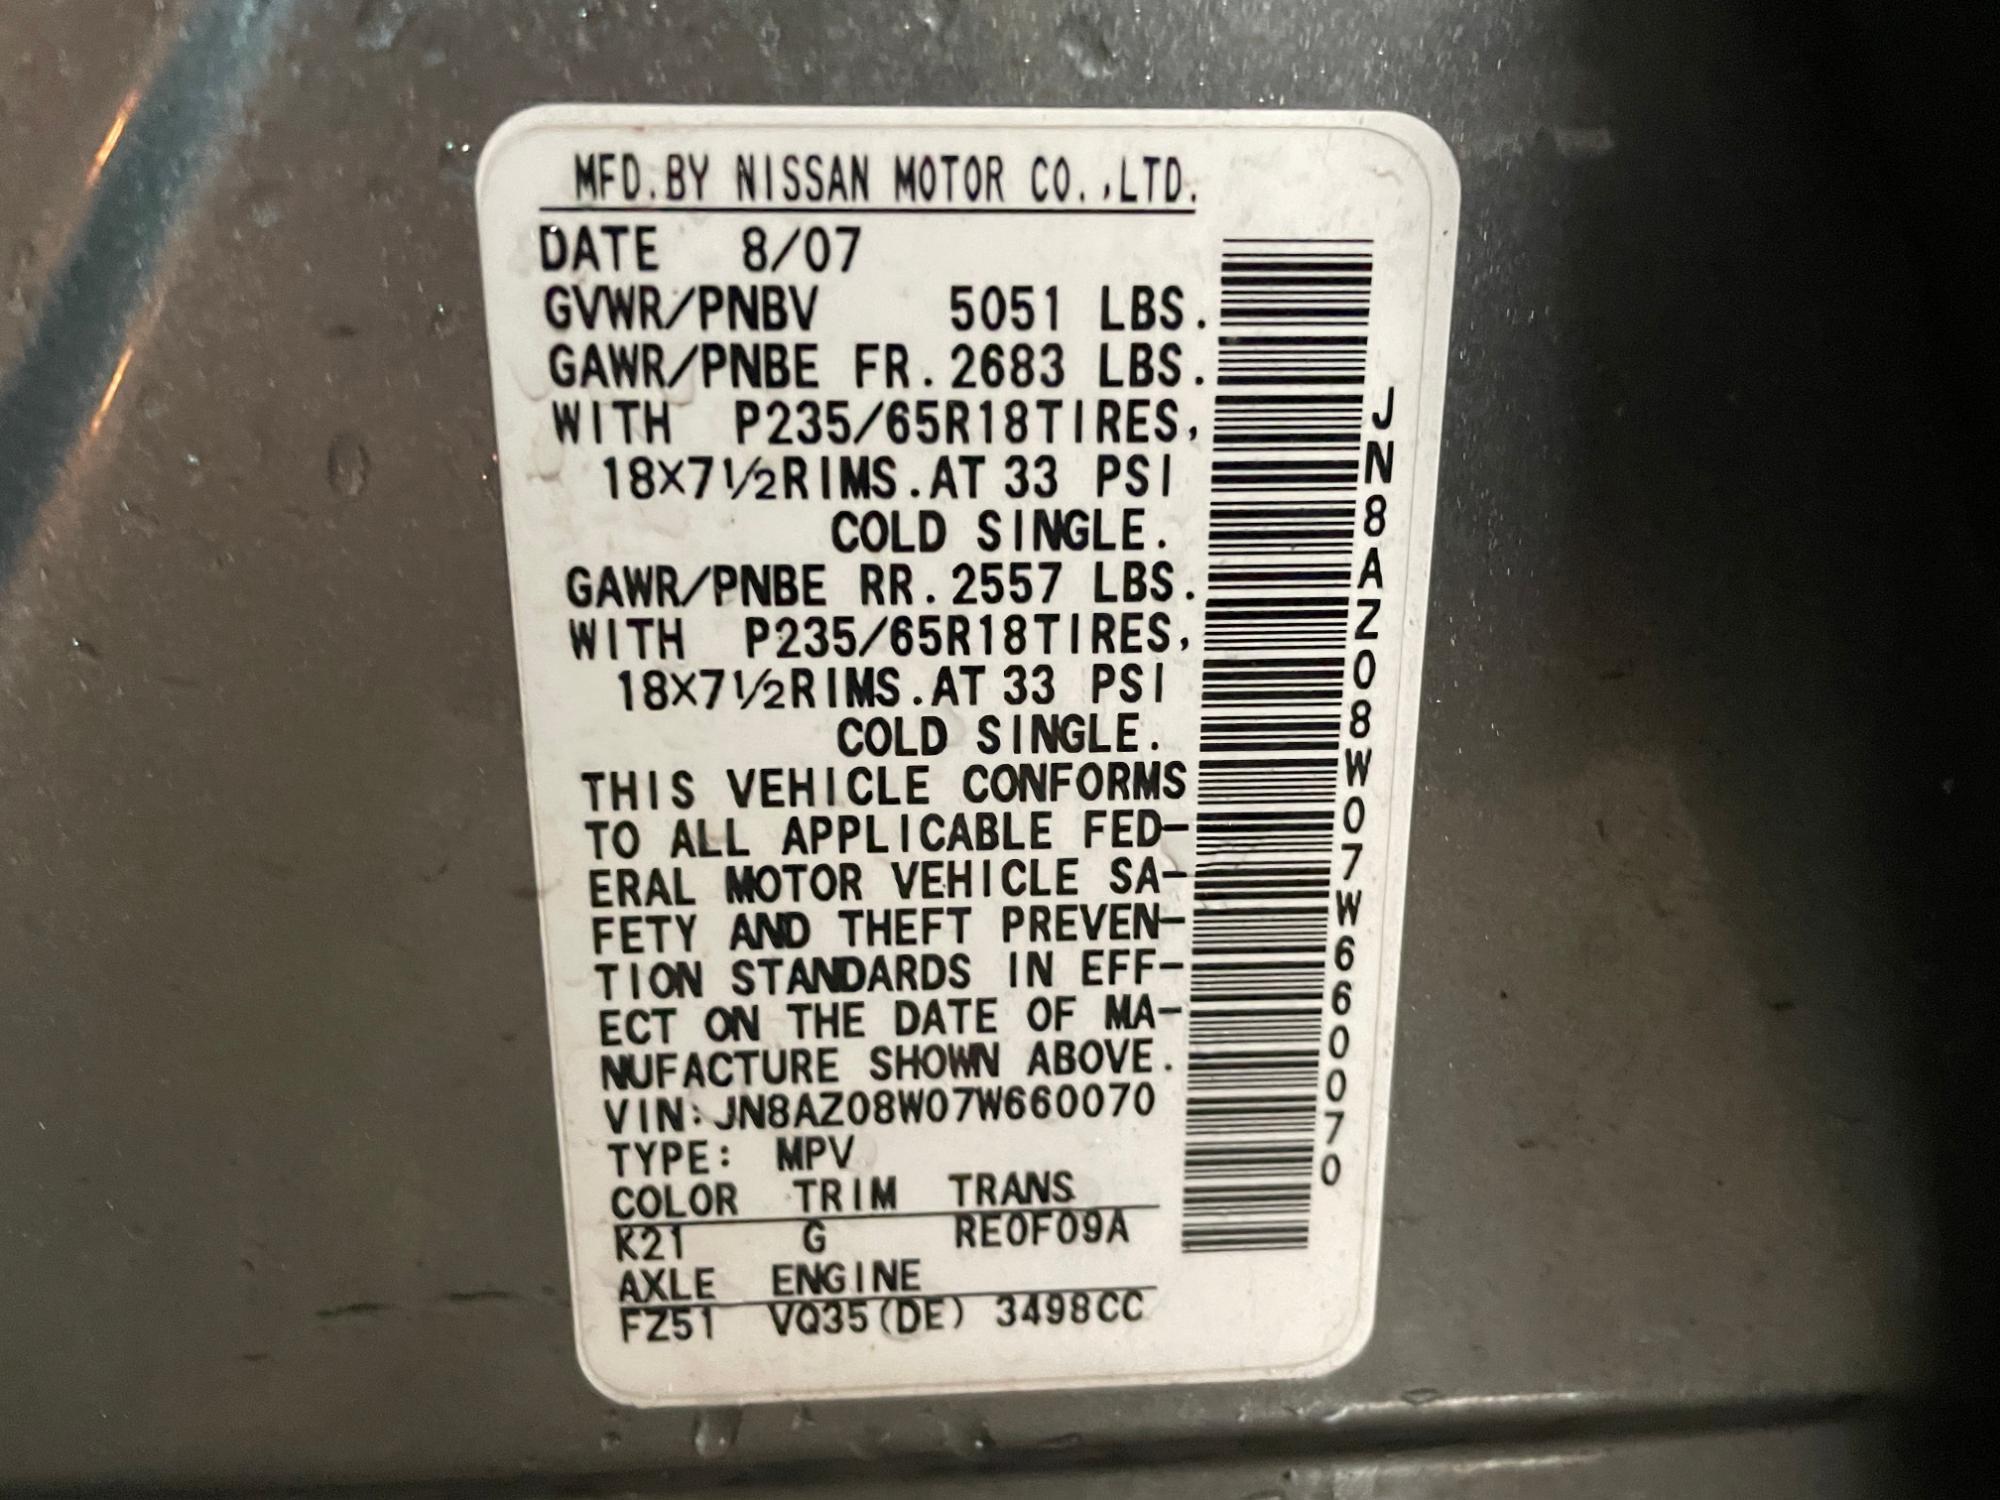 MFD.BY NISSAN MOTOR CO.,LTD.
DATE 8/07
GVWR/PNBV 5051 LBS.
GAWR/PNBE FR.2683 LBS.
WITH P235/65R18TIRES,
18×7½RIMS.AT 33 PSI
COLD SINGLE.
GAWR/PNBE RR.2557 LBS.
WITH P235/65R18TIRES,
18×7½RIMS.AT 33 PSI
COLD SINGLE.
THIS VEHICLE CONFORMS
TO ALL APPLICABLE FED-
ERAL MOTOR VEHICLE SA-
FETY AND THEFT PREVEN-
TION STANDARDS IN EFF-
ECT ON THE DATE OF MA-
NUFACTURE SHOWN ABOVE.
VIN:JN8AZ08W07W660070
TYPE: MPV
COLOR TRIM TRANS
K21 G RE0F09A
AXLE ENGINE
FZ51 VQ35(DE) 3498CC
JN8AZ08W07W660070